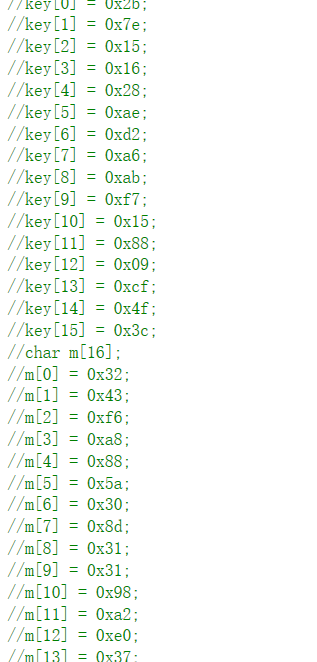 //key[0] = 0x2b;
//key[1] = 0x7e;
//key[2] = 0x15;
//key[3] = 0x16;
//key[4] = 0x28;
//key[5] = 0xae;
//key[6] = 0xd2;
//key[7] = 0xa6;
//key[8] = 0xab;
//key[9] = 0xf7;
//key[10] = 0x15;
//key[11] = 0x88;
//key[12] = 0x09;
//key[13] = 0xcf;
//key[14] = 0x4f;
//key[15] = 0x3c;
//char m[16];
//m[0] = 0x32;
//m[1] = 0x43;
//m[2] = 0xf6;
//m[3] = 0xa8;
//m[4] = 0x88;
//m[5] = 0x5a;
//m[6] = 0x30;
//m[7] = 0x8d;
//m[8] = 0x31;
//m[9] = 0x31;
//m[10] = 0x98;
//m[11] = 0xa2;
//m[12] = 0xe0;
//m[13] = 0x37;